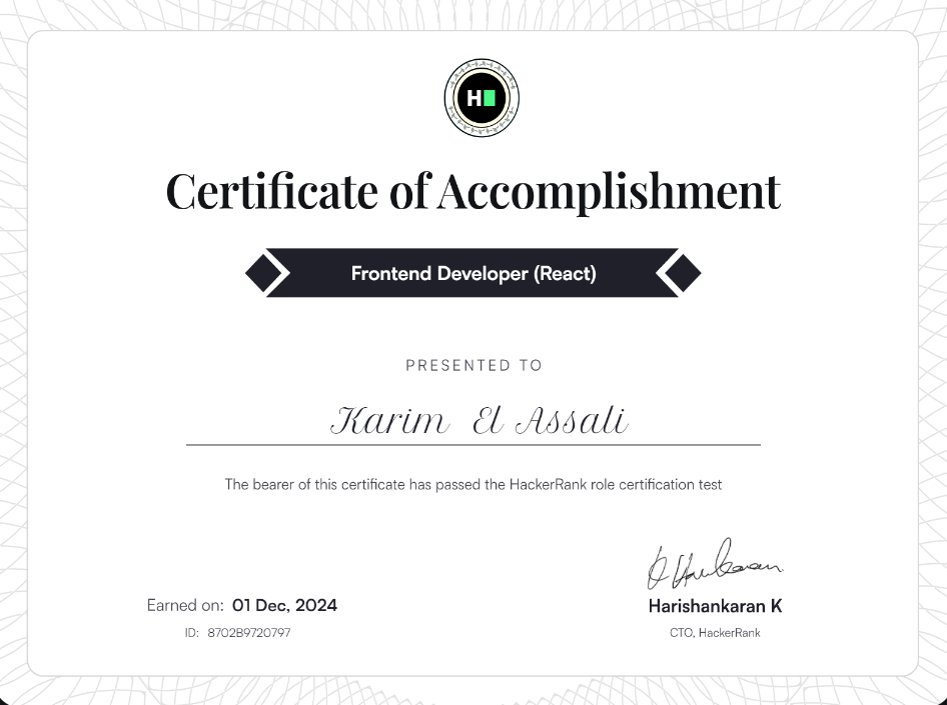 H
Certificate of Accomplishment
Frontend Developer (React)
PRESENTED TO
Karim El Assali
The bearer of this certificate has passed the HackerRank role certification test
Earned on: 01 Dec, 2024
ID: 8702B9720797
Harishankaran K
CTO, HackerRank